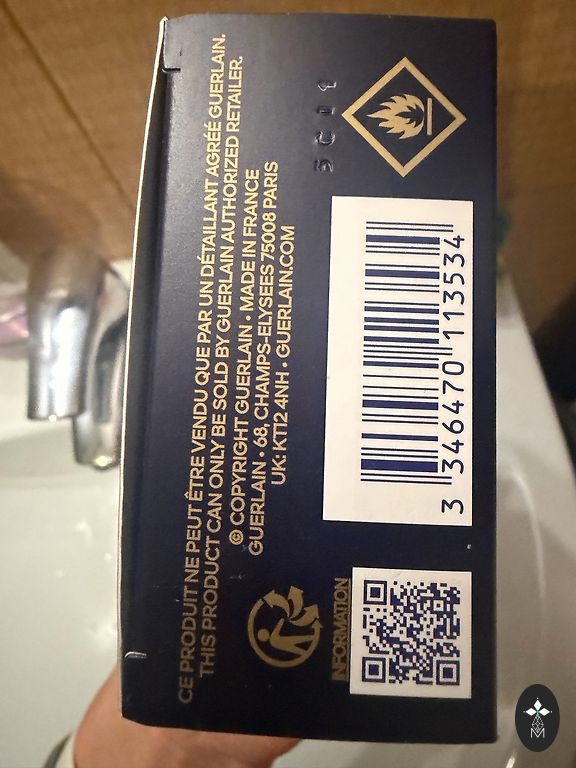 CE PRODUIT NE PEUT ÊTRE VENDU QUE PAR UN DÉTAILLANT AGRÉÉ GUERLAIN.
THIS PRODUCT CAN ONLY BE SOLD BY GUERLAIN AUTHORIZED RETAILER.
© COPYRIGHT GUERLAIN • MADE IN FRANCE
GUERLAIN • 68, CHAMPS-ELYSEES 75008 PARIS
UK: KT12 4NH • GUERLAIN.COM
5C11
INFORMATION
3 346470 113534